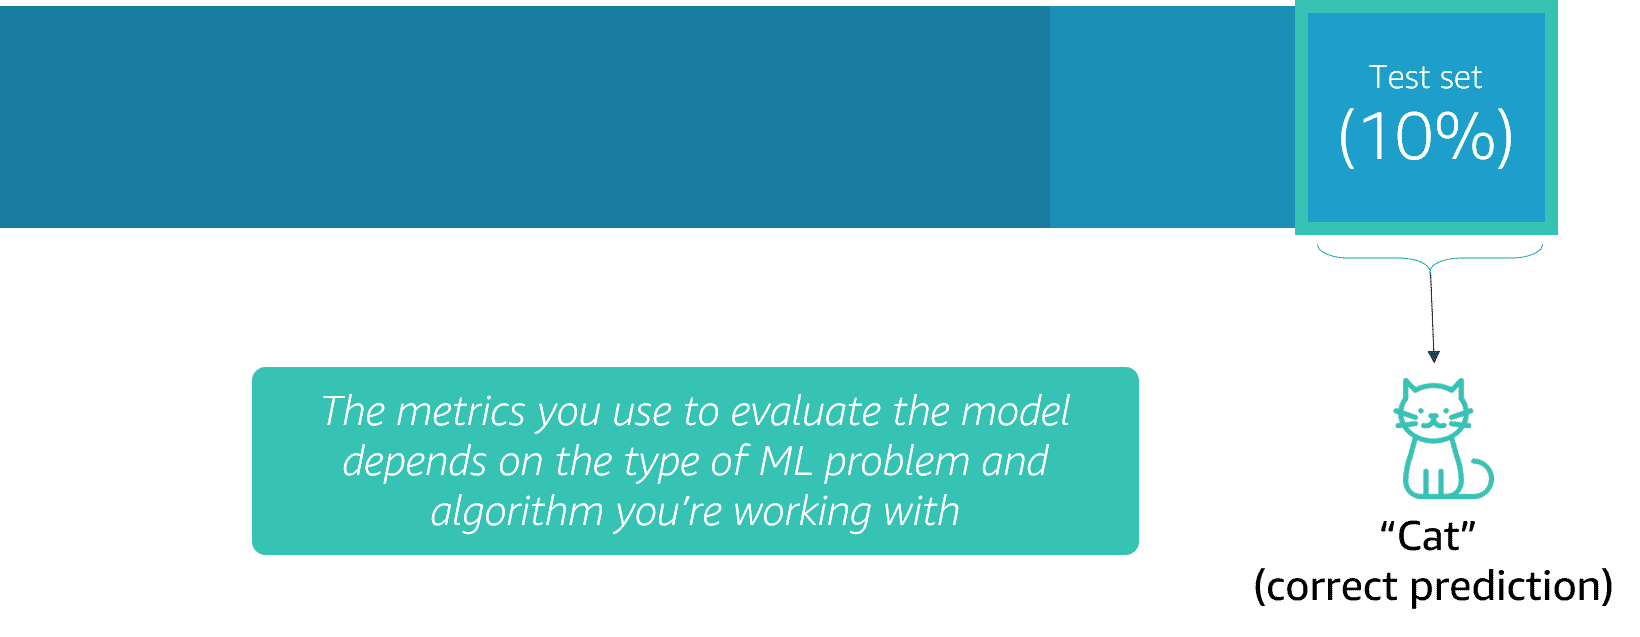 Test set
(10%)
The metrics you use to evaluate the model
depends on the type of ML problem and
algorithm you’re working with
“Cat”
(correct prediction)